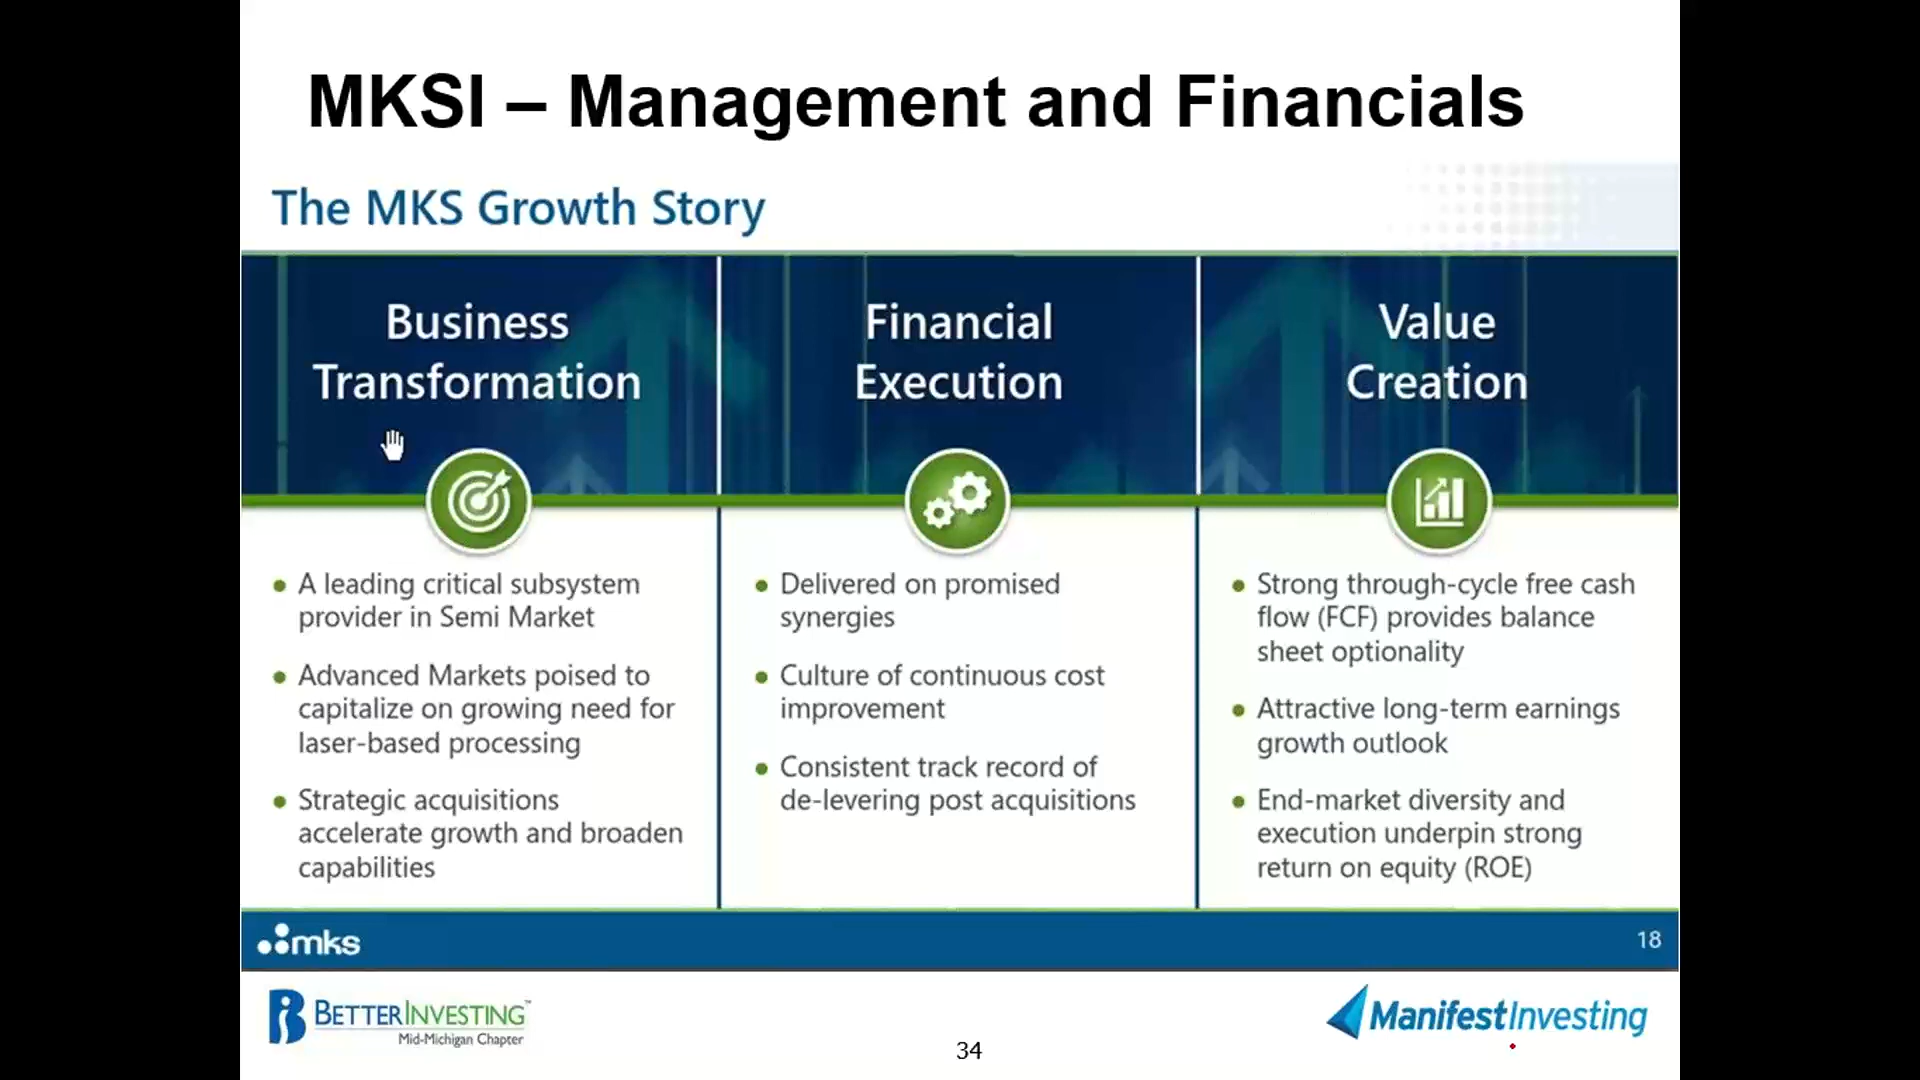 MKSI – Management and Financials
The MKS Growth Story
Business
Transformation
• A leading critical subsystem
provider in Semi Market
• Advanced Markets poised to
capitalize on growing need for
laser-based processing
• Strategic acquisitions
accelerate growth and broaden
capabilities
Financial
Execution
• Delivered on promised
synergies
• Culture of continuous cost
improvement
• Consistent track record of
de-levering post acquisitions
Value
Creation
• Strong through-cycle free cash
flow (FCF) provides balance
sheet optionality
• Attractive long-term earnings
growth outlook
• End-market diversity and
execution underpin strong
return on equity (ROE)
mks
18
BETTERINVESTING™
Mid-Michigan Chapter
34
ManifestInvesting